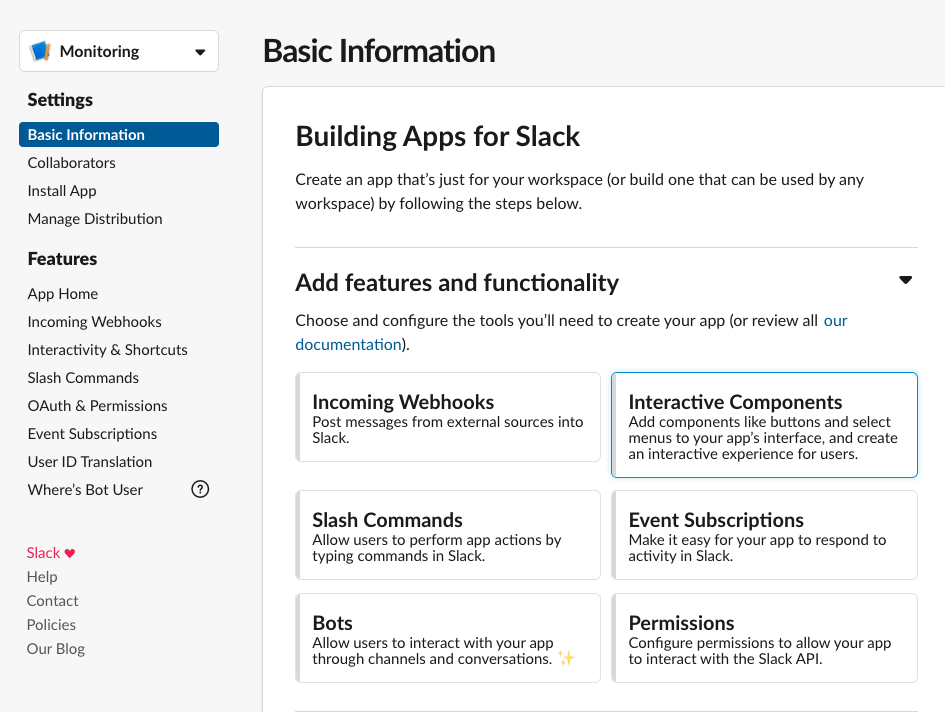 Monitoring
Settings
Basic Information
Collaborators
Install App
Manage Distribution
Features
App Home
Incoming Webhooks
Interactivity & Shortcuts
Slash Commands
OAuth & Permissions
Event Subscriptions
User ID Translation
Where’s Bot User
?
Slack ♥
Help
Contact
Policies
Our Blog
Basic Information
Building Apps for Slack
Create an app that’s just for your workspace (or build one that can be used by any
workspace) by following the steps below.
Add features and functionality
Choose and configure the tools you’ll need to create your app (or review all our
documentation).
Incoming Webhooks
Post messages from external sources into
Slack.
Interactive Components
Add components like buttons and select
menus to your app’s interface, and create
an interactive experience for users.
Slash Commands
Allow users to perform app actions by
typing commands in Slack.
Event Subscriptions
Make it easy for your app to respond to
activity in Slack.
Bots
Allow users to interact with your app
through channels and conversations. ✨
Permissions
Configure permissions to allow your app
to interact with the Slack API.